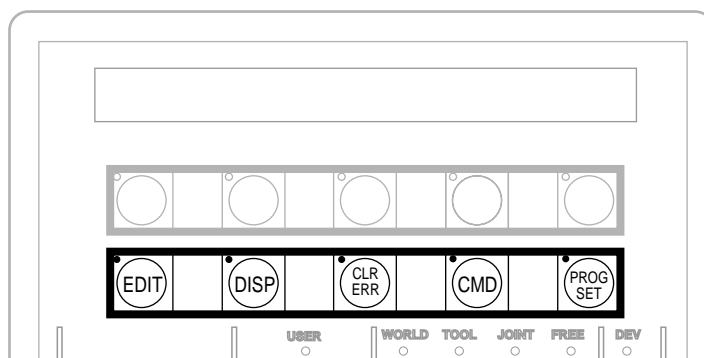 EDIT DISP CLR ERR CMD PROG SET
USER WORLD TOOL JOINT FREE DEV